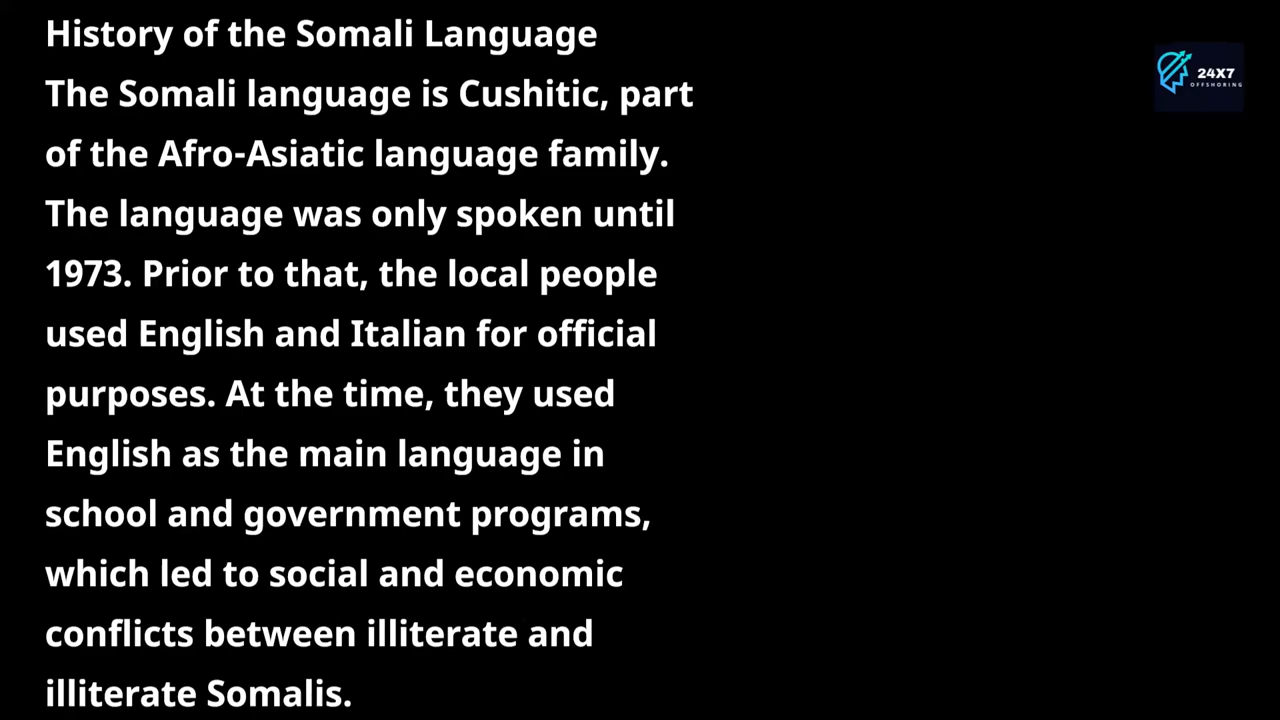 History of the Somali Language
The Somali language is Cushitic, part
of the Afro-Asiatic language family.
The language was only spoken until
1973. Prior to that, the local people
used English and Italian for official
purposes. At the time, they used
English as the main language in
school and government programs,
which led to social and economic
conflicts between illiterate and
illiterate Somalis.
24X7
OFFSHORING